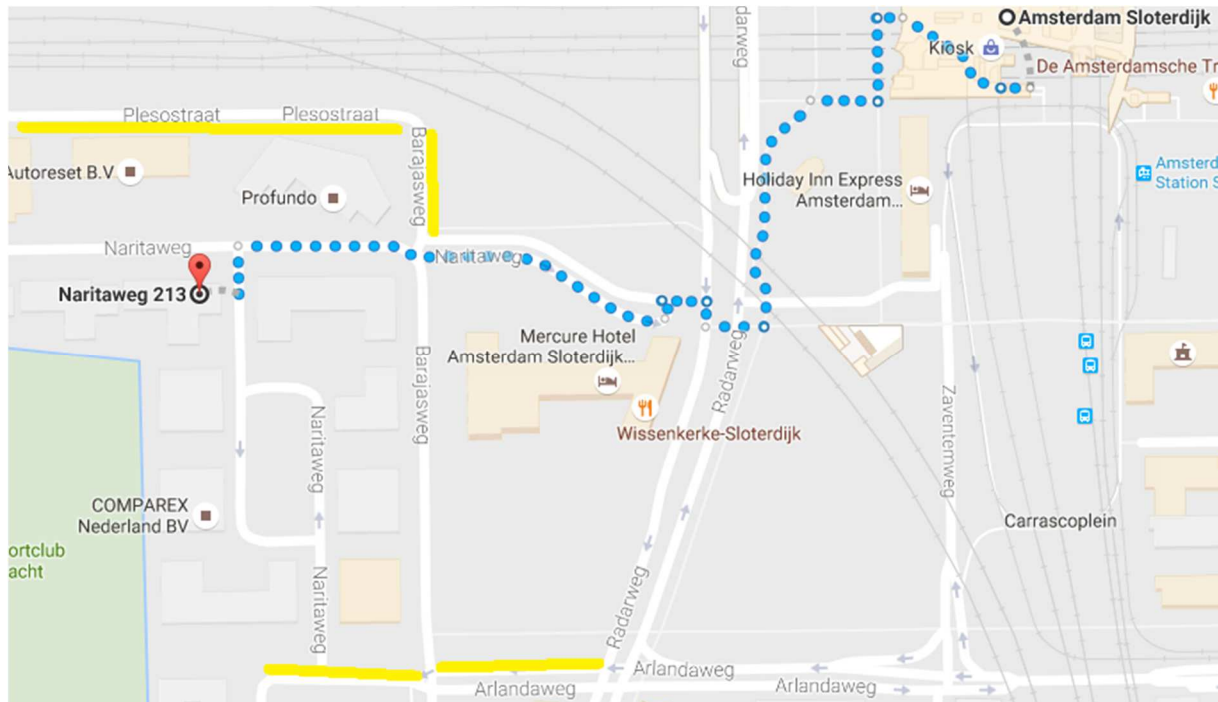 Amsterdam Sloterdijk
Kiosk
De Amsterdamsche Tr
Radarweg
Radarweg
Plesostraat
Plesostraat
Barajasweg
Autoreset B.V
Holiday Inn Express
Amsterdam...
Amsterd
Station S
Profundo
Naritaweg
Naritaweg
Naritaweg 213
Mercure Hotel
Amsterdam Sloterdijk...
Radarweg
Barajasweg
Zaventemweg
Wissenkerke-Sloterdijk
Naritaweg
COMPAREX
Nederland BV
Carrascoplein
ortclub
acht
Naritaweg
Radarweg
Arlandaweg
Arlandaweg
Arlandaweg